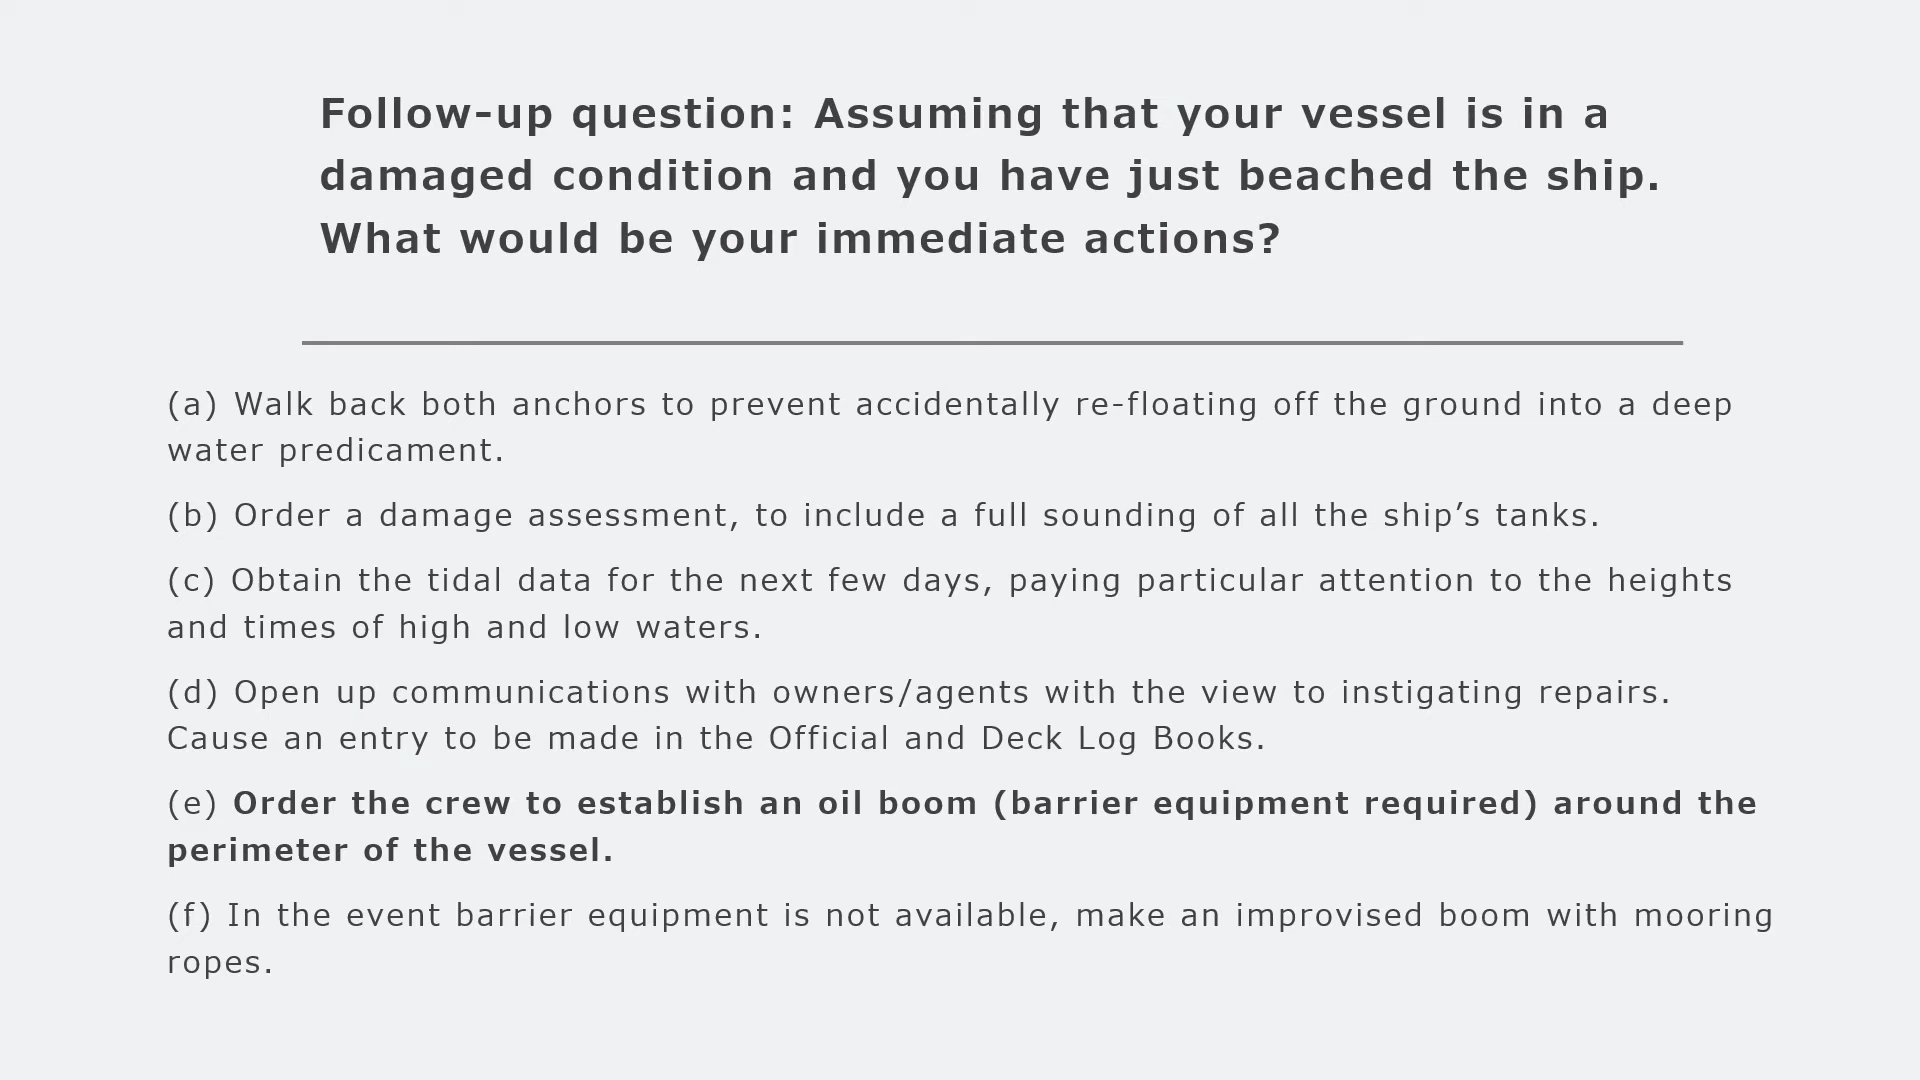 Follow-up question: Assuming that your vessel is in a
damaged condition and you have just beached the ship.
What would be your immediate actions?
(a) Walk back both anchors to prevent accidentally re-floating off the ground into a deep
water predicament.
(b) Order a damage assessment, to include a full sounding of all the ship’s tanks.
(c) Obtain the tidal data for the next few days, paying particular attention to the heights
and times of high and low waters.
(d) Open up communications with owners/agents with the view to instigating repairs.
Cause an entry to be made in the Official and Deck Log Books.
(e) Order the crew to establish an oil boom (barrier equipment required) around the
perimeter of the vessel.
(f) In the event barrier equipment is not available, make an improvised boom with mooring
ropes.